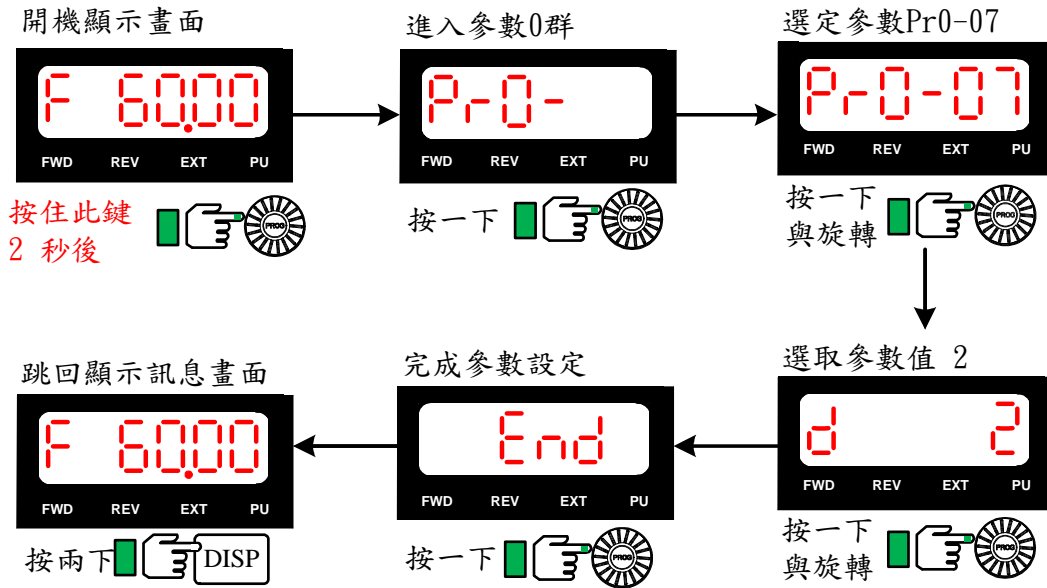 開機顯示畫面
F 60.00
FWD REV EXT PU
按住此鍵
2 秒後
PROG
進入參數0群
Pr0-
FWD REV EXT PU
按一下
PROG
選定參數Pr0-07
Pr0-07
FWD REV EXT PU
按一下
與旋轉
PROG
選取參數值 2
d 2
FWD REV EXT PU
按一下
與旋轉
PROG
完成參數設定
End
FWD REV EXT PU
按一下
PROG
跳回顯示訊息畫面
F 60.00
FWD REV EXT PU
按兩下
DISP